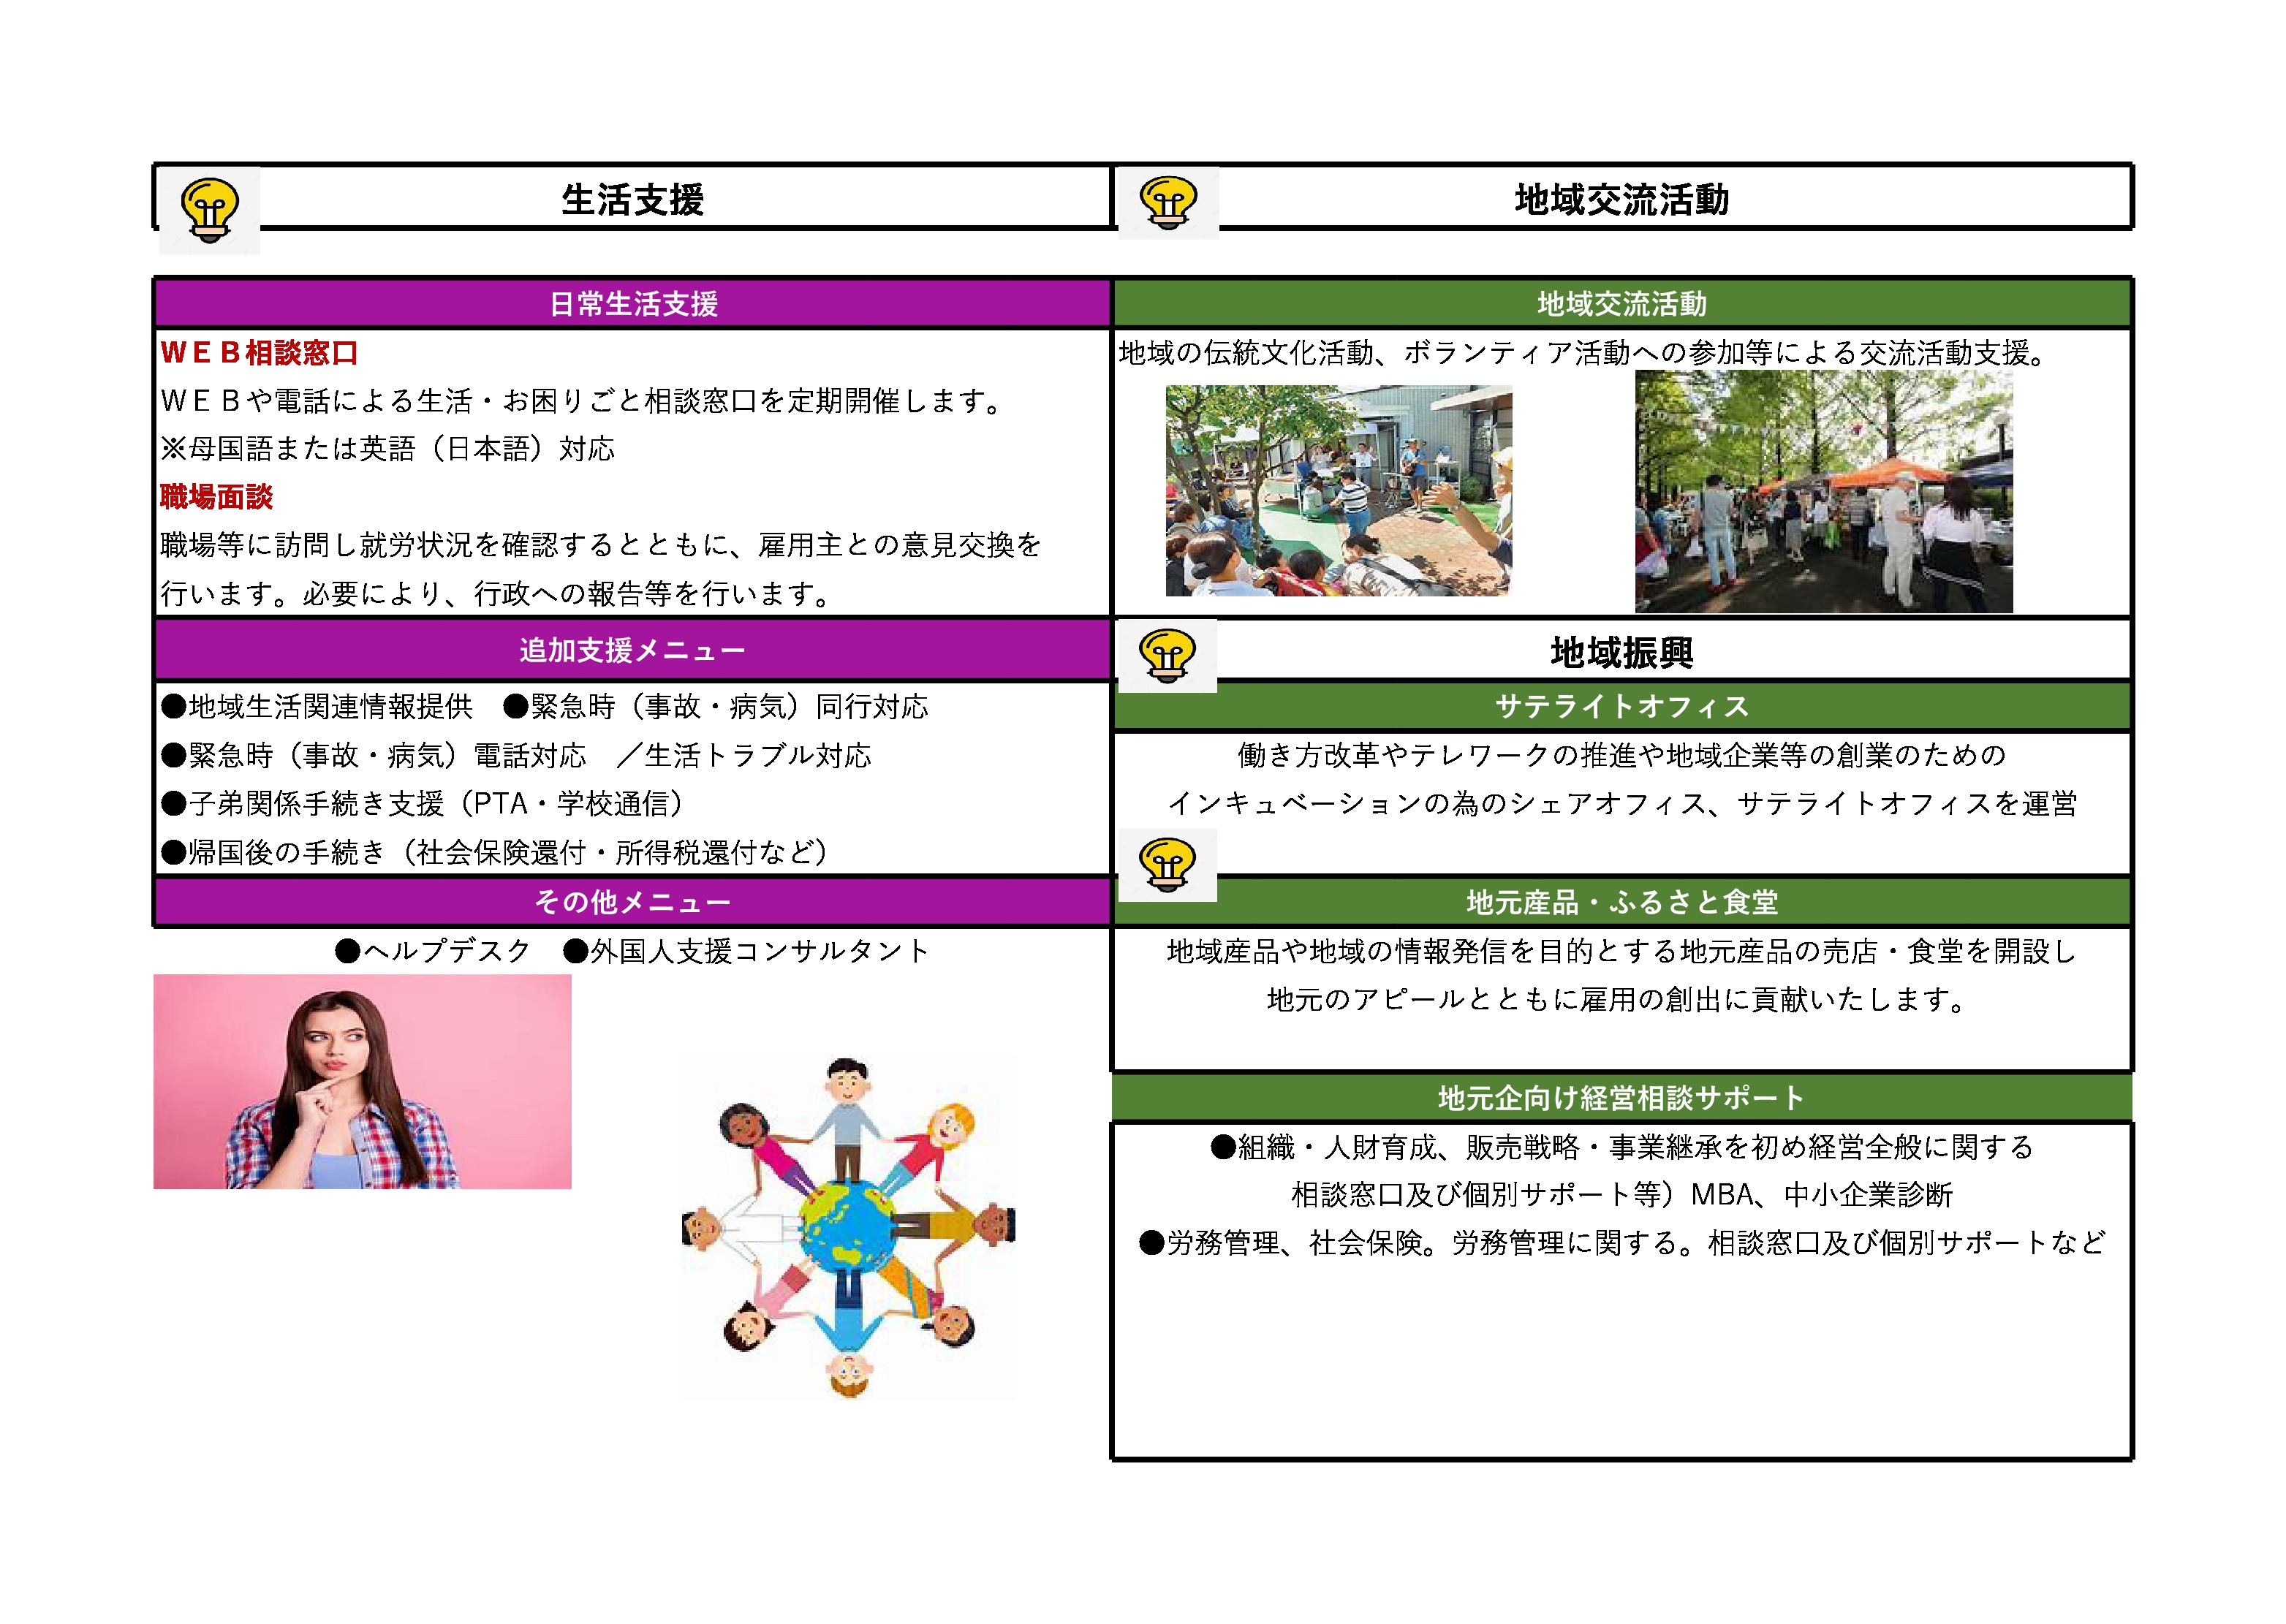 生活支援
日常生活支援
ＷＥＢ相談窓口
ＷＥＢや電話による生活・お困りごと相談窓口を定期開催します。
※母国語または英語（日本語）対応
職場面談
職場等に訪問し就労状況を確認するとともに、雇用主との意見交換を
行います。必要により、行政への報告等を行います。
追加支援メニュー
●地域生活関連情報提供　●緊急時（事故・病気）同行対応
●緊急時（事故・病気）電話対応　／生活トラブル対応
●子弟関係手続き支援（PTA・学校通信）
●帰国後の手続き（社会保険還付・所得税還付など）
その他メニュー
●ヘルプデスク　●外国人支援コンサルタント
地域交流活動
地域交流活動
地域の伝統文化活動、ボランティア活動への参加等による交流活動支援。
地域振興
サテライトオフィス
働き方改革やテレワークの推進や地域企業等の創業のための
インキュベーションの為のシェアオフィス、サテライトオフィスを運営
地元産品・ふるさと食堂
地域産品や地域の情報発信を目的とする地元産品の売店・食堂を開設し
地元のアピールとともに雇用の創出に貢献いたします。
地元企向け経営相談サポート
●組織・人財育成、販売戦略・事業継承を初め経営全般に関する
相談窓口及び個別サポート等）MBA、中小企業診断
●労務管理、社会保険。労務管理に関する。相談窓口及び個別サポートなど